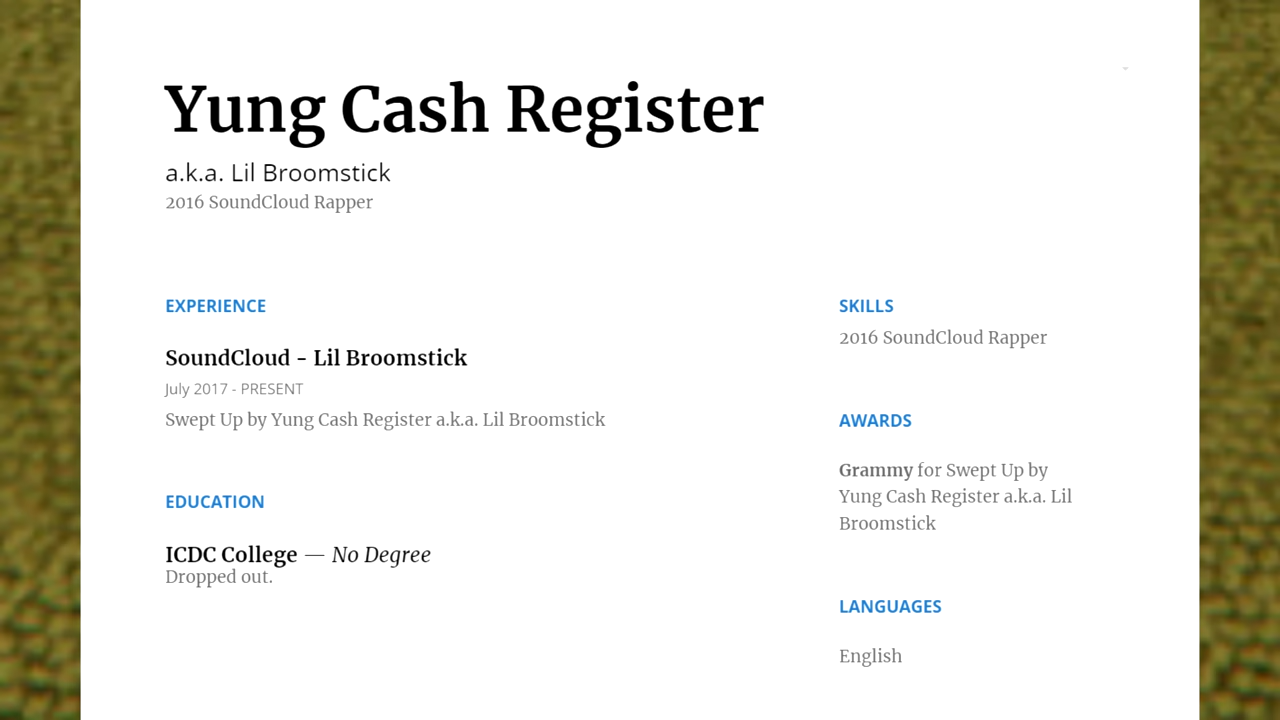 Yung Cash Register
a.k.a. Lil Broomstick
2016 SoundCloud Rapper
EXPERIENCE
SoundCloud - Lil Broomstick
July 2017 - PRESENT
Swept Up by Yung Cash Register a.k.a. Lil Broomstick
EDUCATION
ICDC College — No Degree
Dropped out.
SKILLS
2016 SoundCloud Rapper
AWARDS
Grammy for Swept Up by
Yung Cash Register a.k.a. Lil
Broomstick
LANGUAGES
English